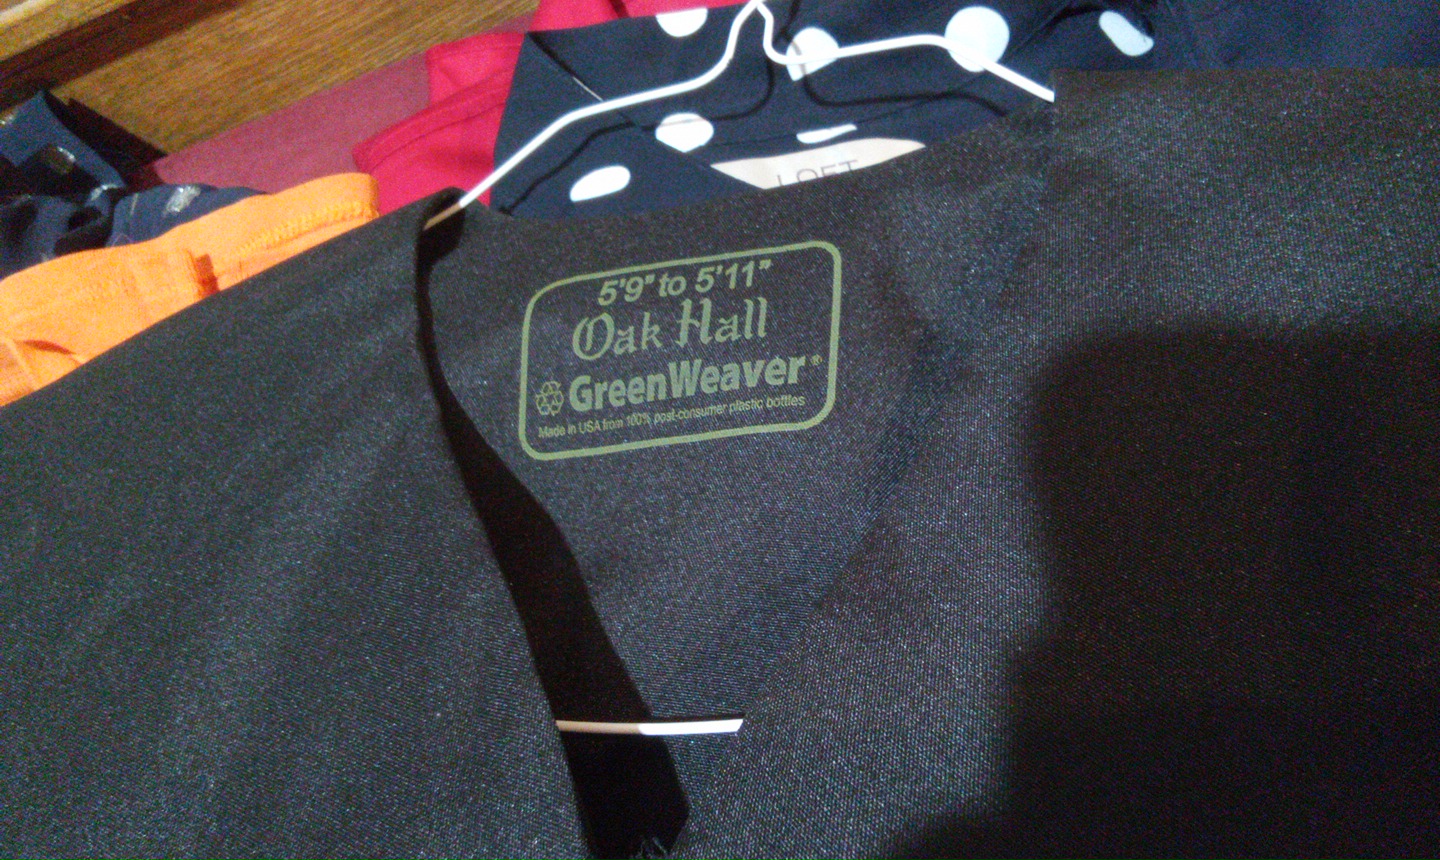 LOFT
5'9" to 5'11"
Oak Hall
GreenWeaver®
Made in USA from 100% post-consumer plastic bottles